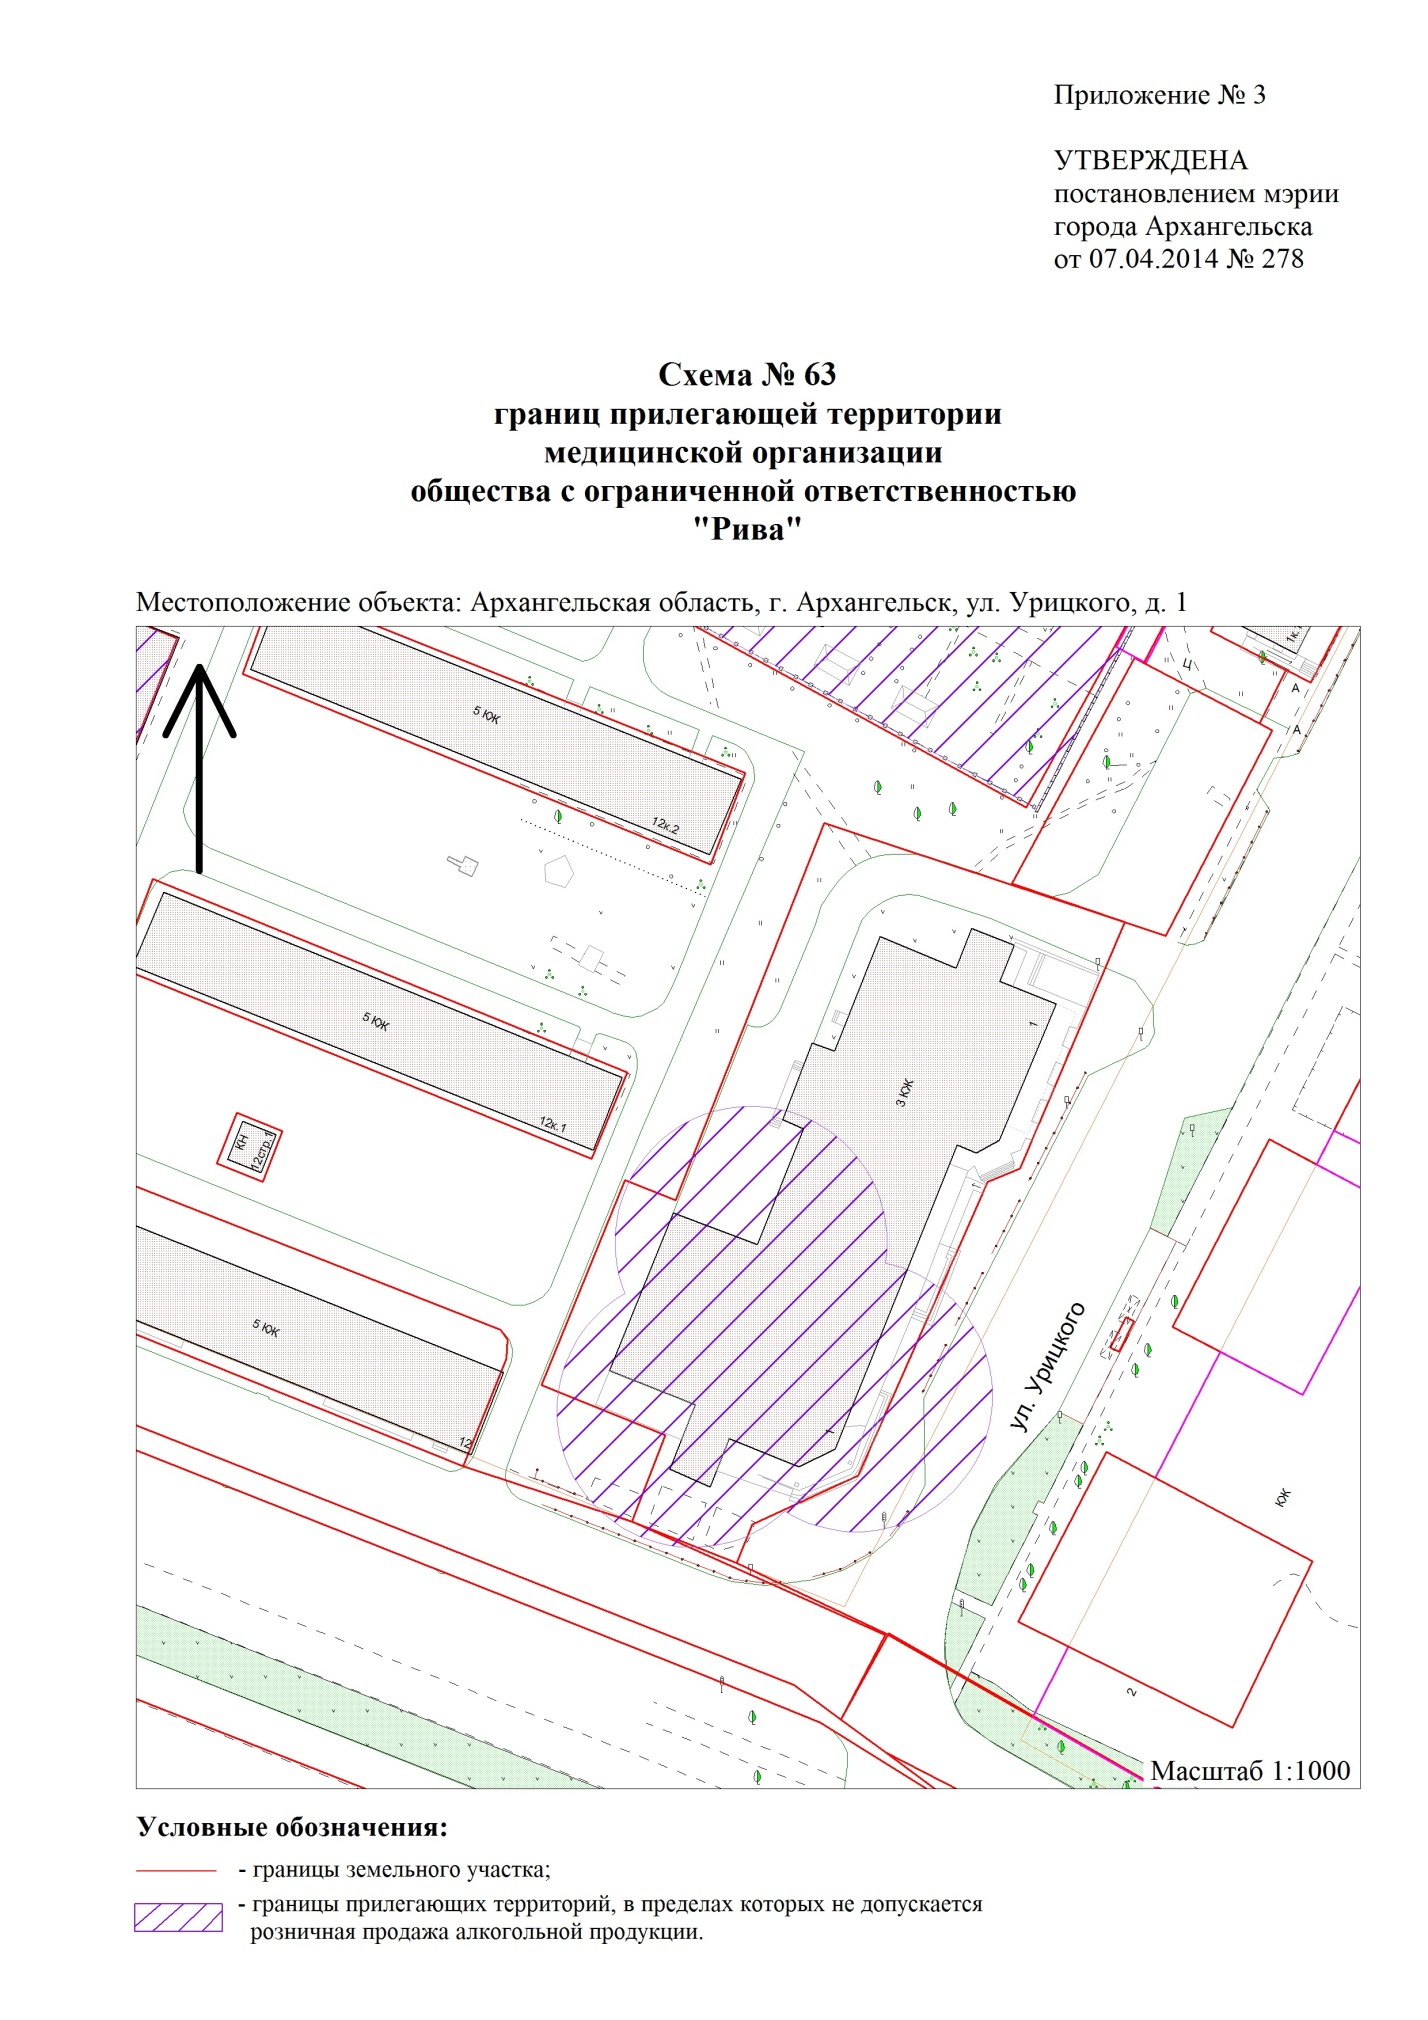 Приложение № 3
УТВЕРЖДЕНА
постановлением мэрии
города Архангельска
от 07.04.2014 № 278
Схема № 63
границ прилегающей территории
медицинской организации
общества с ограниченной ответственностью
"Рива"
Местоположение объекта: Архангельская область, г. Архангельск, ул. Урицкого, д. 1
Ц
А
А
5 КЖ
12к.2
5 КЖ
12к.1
1
3 КЖ
КН
12стр.1
5 КЖ
12
1
ул. Урицкого
КЖ
2
Масштаб 1:1000
Условные обозначения:
- границы земельного участка;
- границы прилегающих территорий, в пределах которых не допускается
розничная продажа алкогольной продукции.